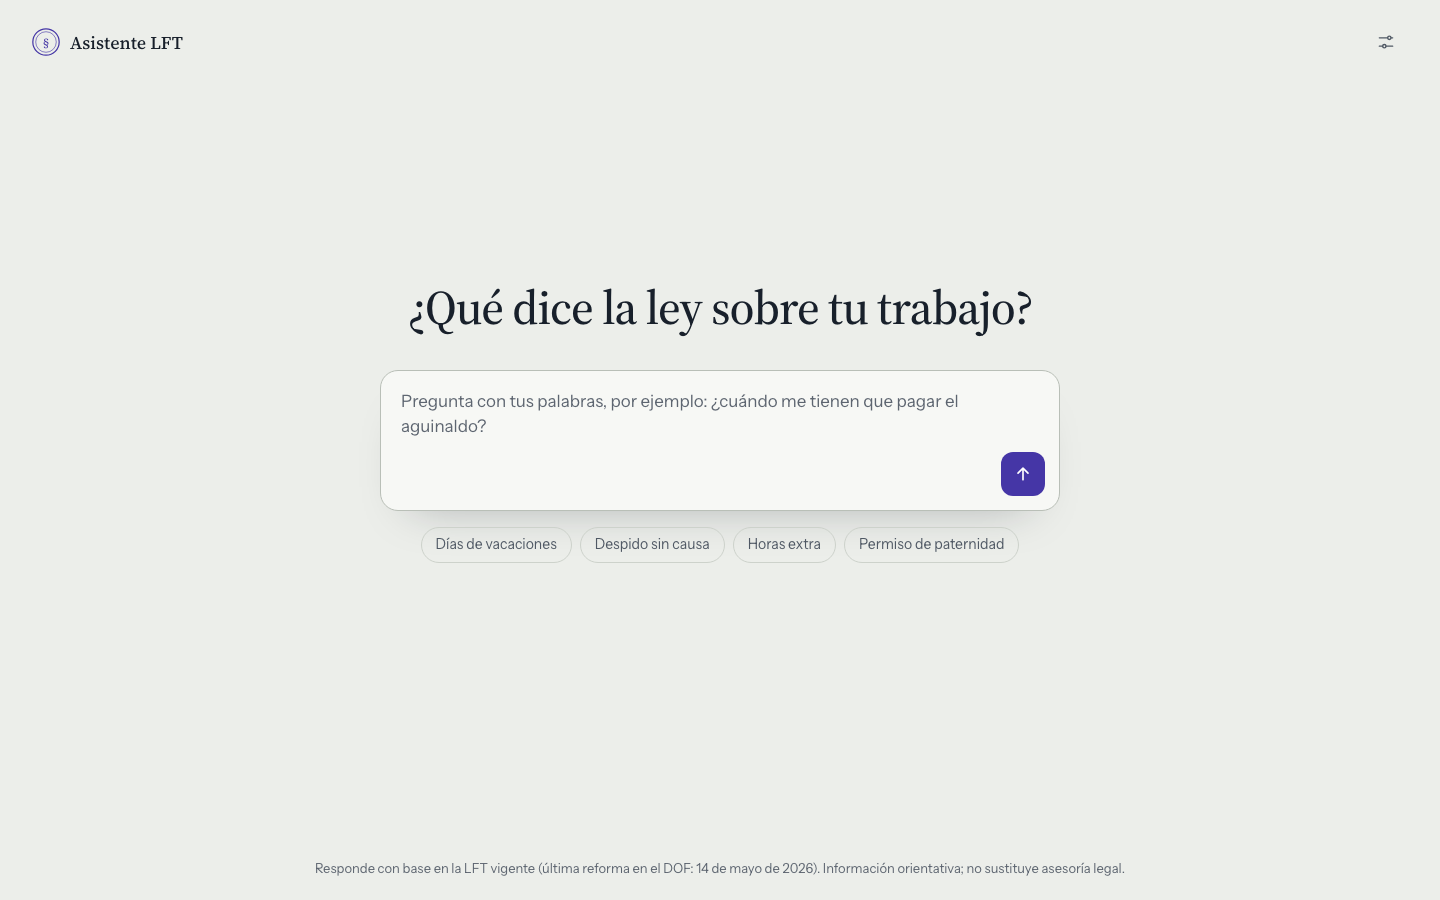 § Asistente LFT
¿Qué dice la ley sobre tu trabajo?
Pregunta con tus palabras, por ejemplo: ¿cuándo me tienen que pagar el
aguinaldo?
Días de vacaciones
Despido sin causa
Horas extra
Permiso de paternidad
Responde con base en la LFT vigente (última reforma en el DOF: 14 de mayo de 2026). Información orientativa; no sustituye asesoría legal.